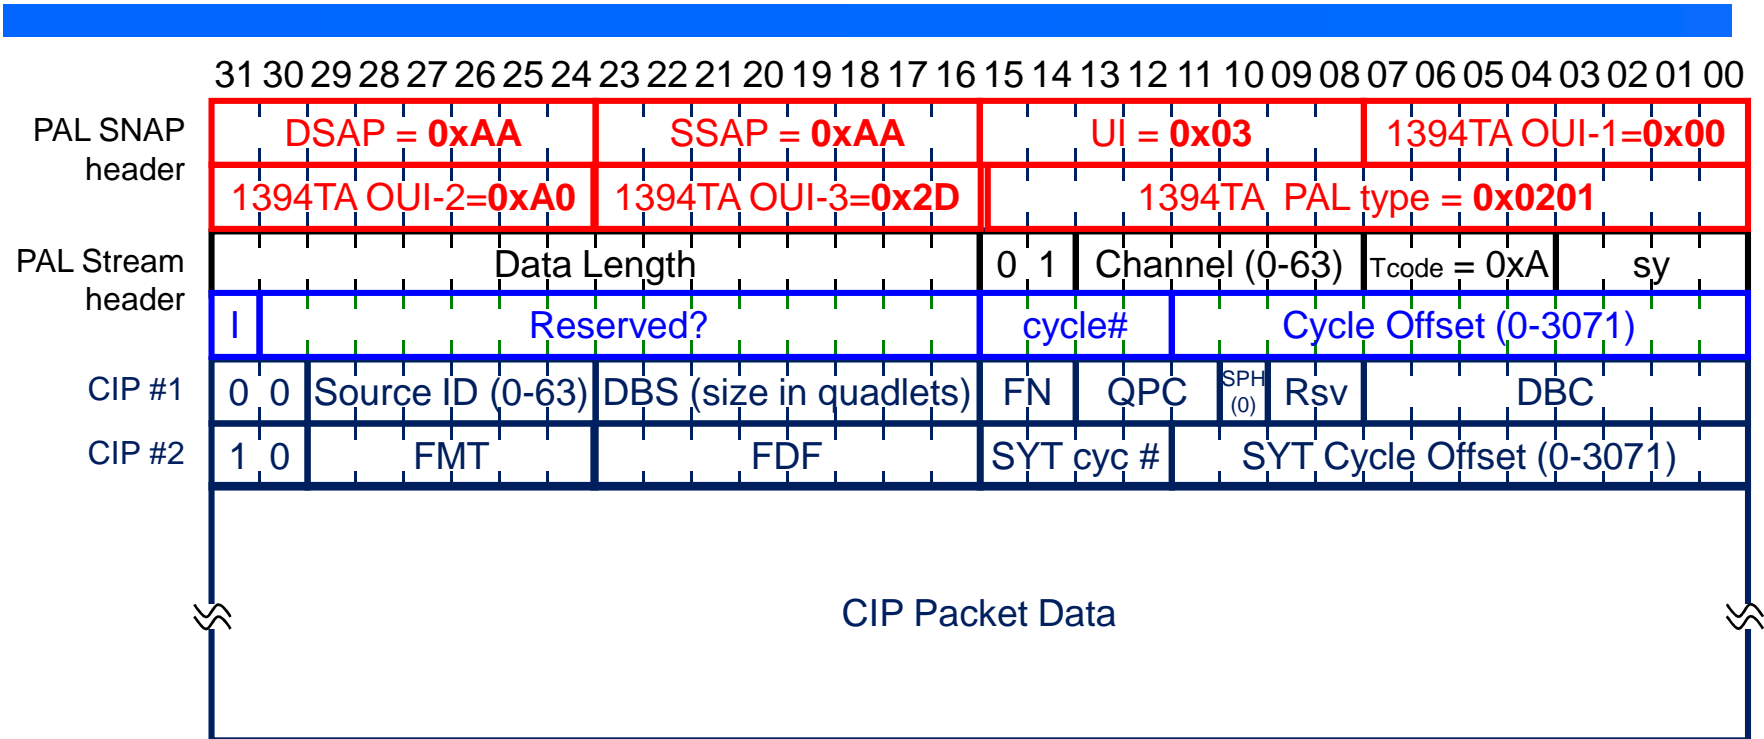 31 30 29 28 27 26 25 24 23 22 21 20 19 18 17 16 15 14 13 12 11 10 09 08 07 06 05 04 03 02 01 00
PAL SNAP header
DSAP = 0xAA SSAP = 0xAA UI = 0x03 1394TA OUI-1=0x00
1394TA OUI-2=0xA0 1394TA OUI-3=0x2D 1394TA PAL type = 0x0201
PAL Stream header
Data Length 0 1 Channel (0-63) Tcode = 0xA sy
I Reserved? cycle# Cycle Offset (0-3071)
CIP #1 0 0 Source ID (0-63) DBS (size in quadlets) FN QPC SPH (0) Rsv DBC
CIP #2 1 0 FMT FDF SYT cyc # SYT Cycle Offset (0-3071)
CIP Packet Data